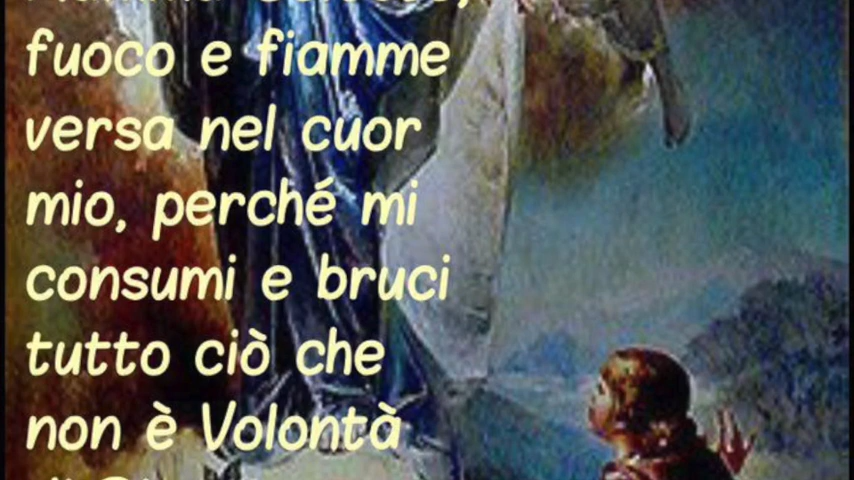 fuoco e fiamme
versa nel cuor
mio, perché mi
consumi e bruci
tutto ciò che
non è Volontà